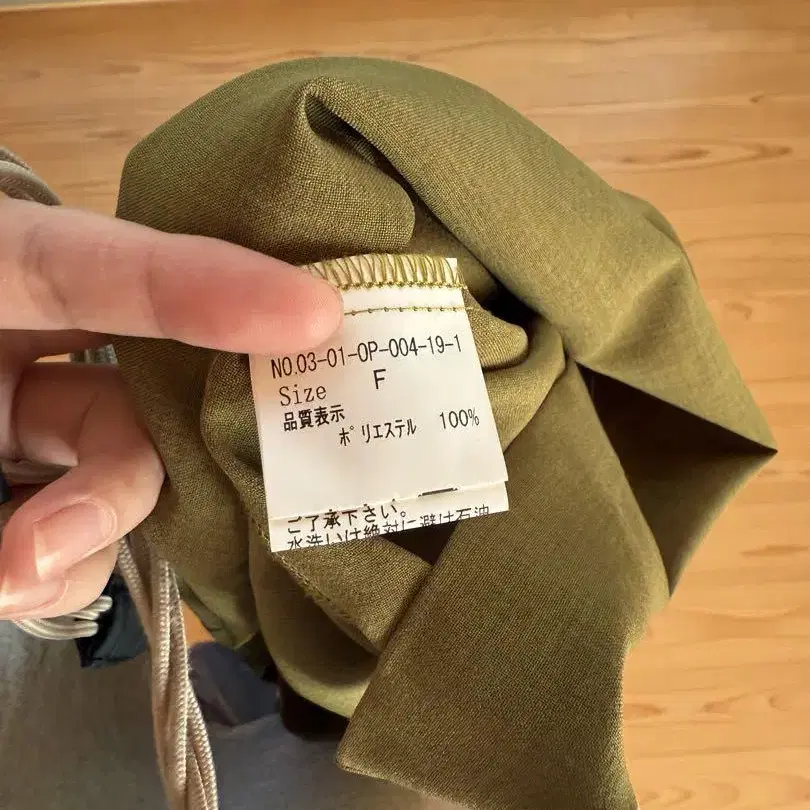 NO.03-01-OP-004-19-1
Size F
品質表示
ポリエステル 100%
ご了承下さい。
水洗いは絶対に避け石油